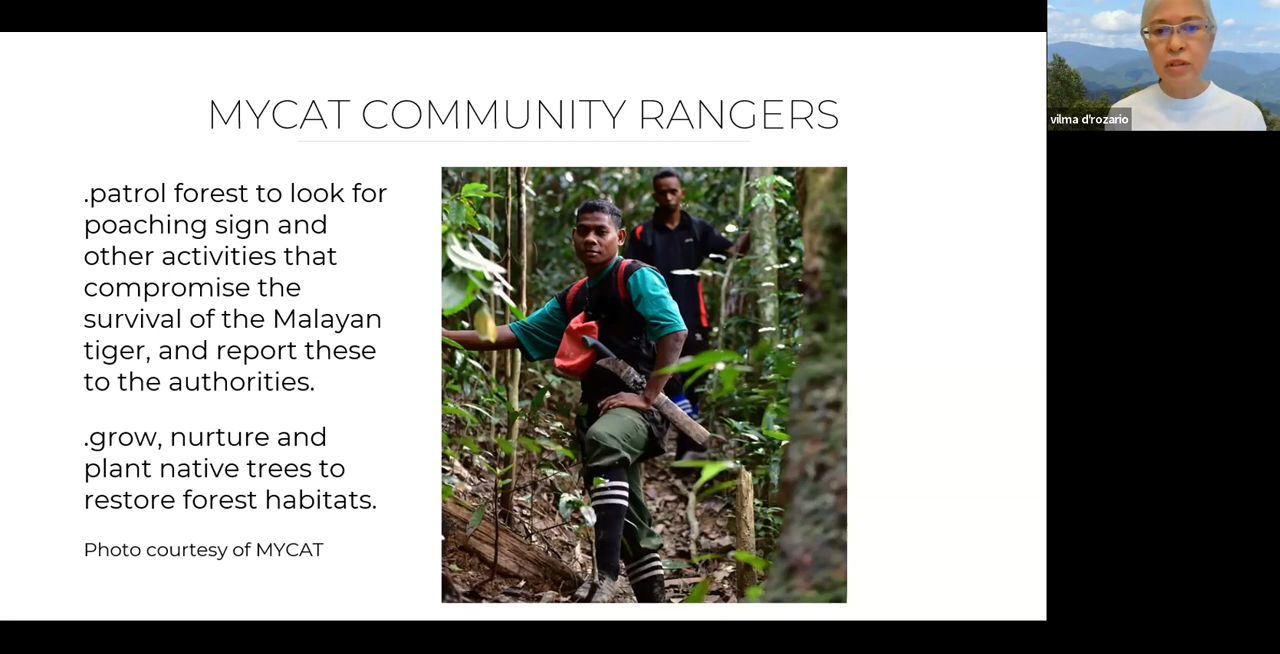 MYCAT COMMUNITY RANGERS
.patrol forest to look for
poaching sign and
other activities that
compromise the
survival of the Malayan
tiger, and report these
to the authorities.
.grow, nurture and
plant native trees to
restore forest habitats.
Photo courtesy of MYCAT
vilma d'rozario